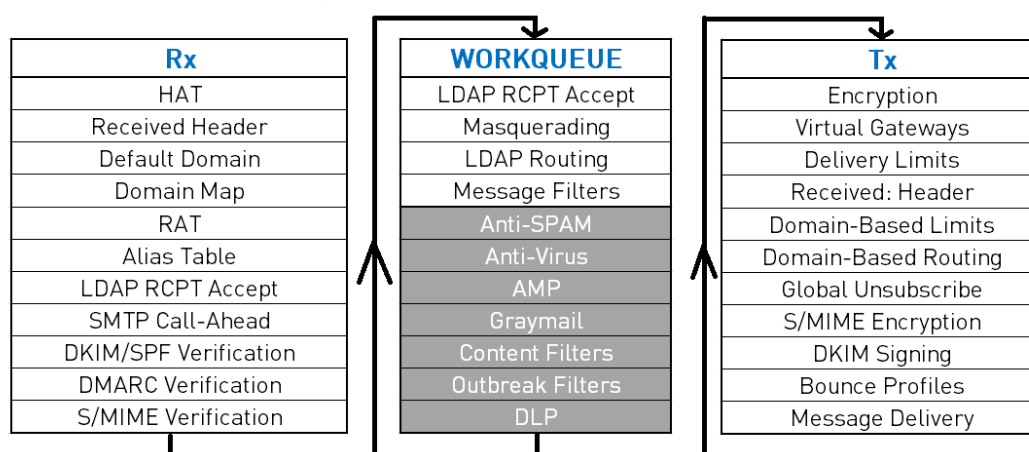 Rx
HAT
Received Header
Default Domain
Domain Map
RAT
Alias Table
LDAP RCPT Accept
SMTP Call-Ahead
DKIM/SPF Verification
DMARC Verification
S/MIME Verification
WORKQUEUE
LDAP RCPT Accept
Masquerading
LDAP Routing
Message Filters
Anti-SPAM
Anti-Virus
AMP
Graymail
Content Filters
Outbreak Filters
DLP
Tx
Encryption
Virtual Gateways
Delivery Limits
Received: Header
Domain-Based Limits
Domain-Based Routing
Global Unsubscribe
S/MIME Encryption
DKIM Signing
Bounce Profiles
Message Delivery